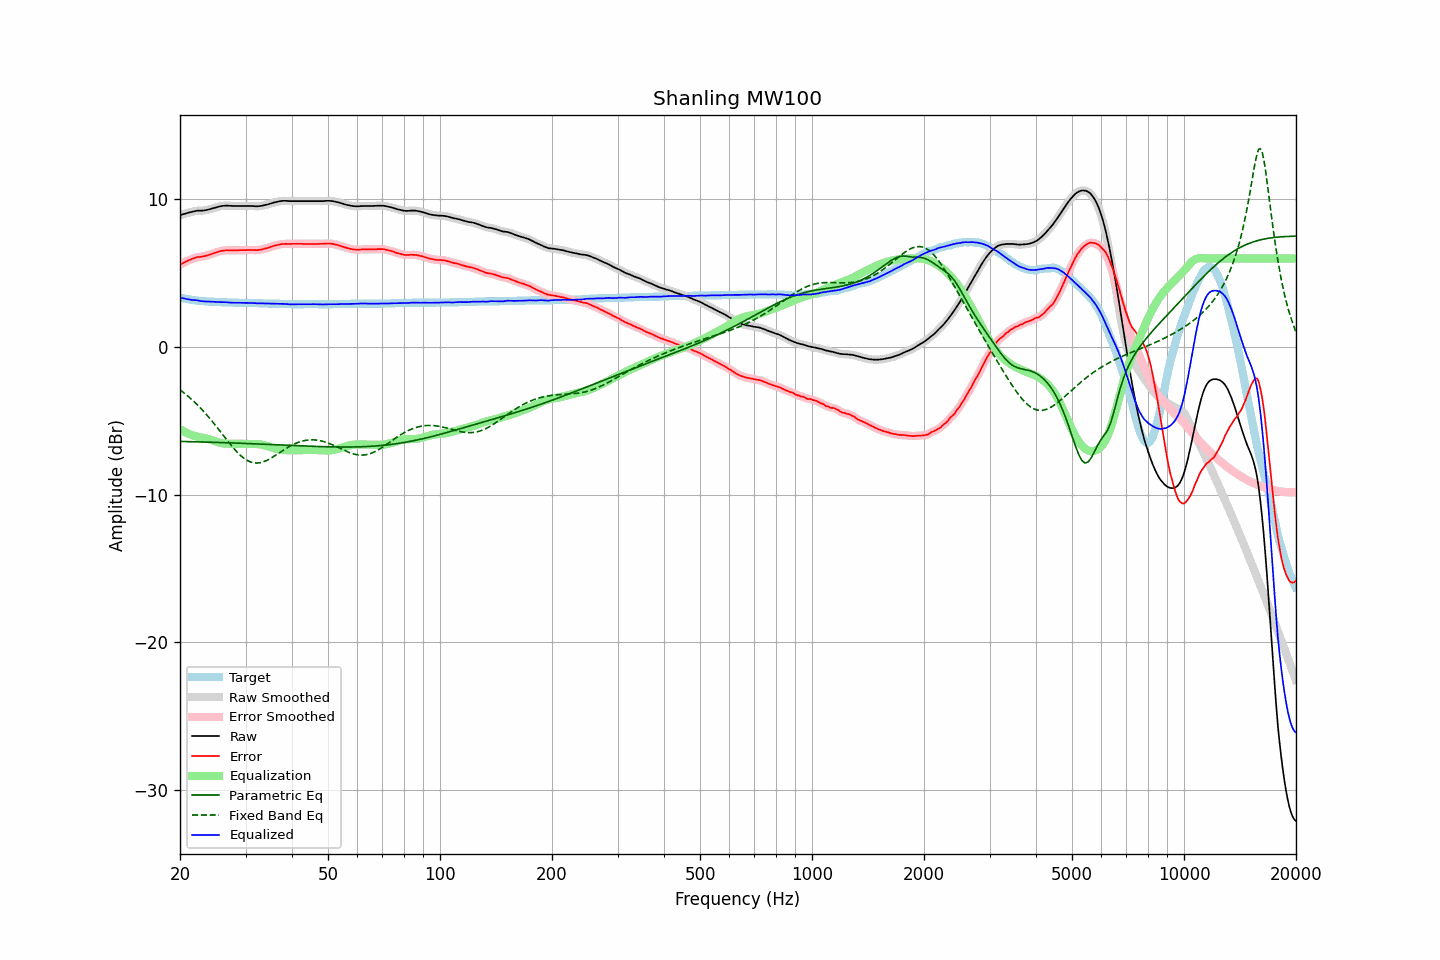 Shanling MW100
Amplitude (dBr)
10
0
−10
−20
−30
Target
Raw Smoothed
Error Smoothed
Raw
Error
Equalization
Parametric Eq
Fixed Band Eq
Equalized
20 50 100 200 500 1000 2000 5000 10000 20000
Frequency (Hz)